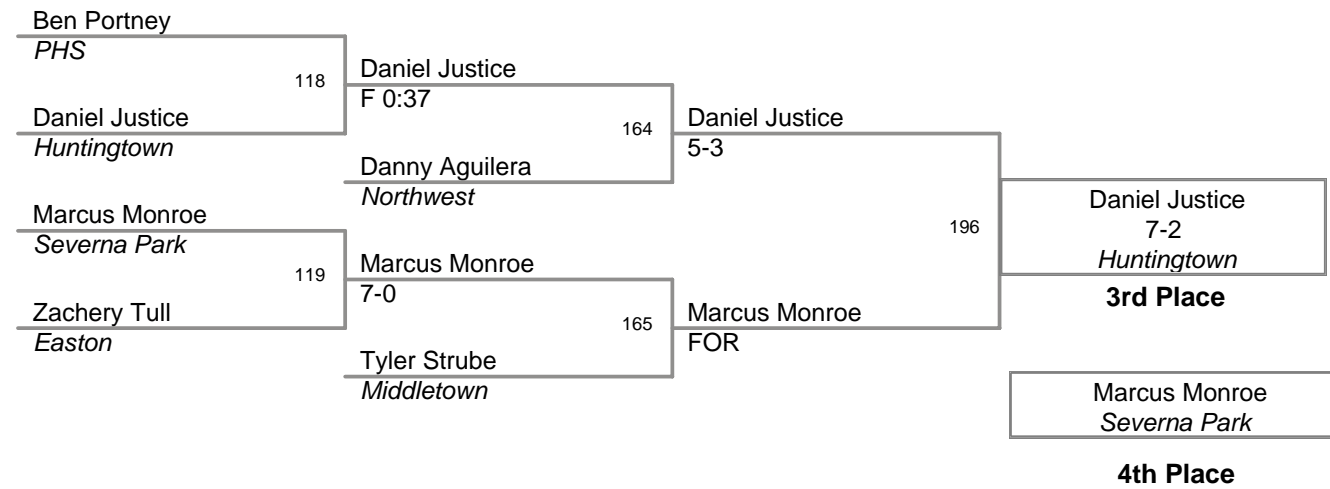 Ben Portney
PHS
118
Daniel Justice
F 0:37
Daniel Justice
Huntingtown
164
Daniel Justice
5-3
Danny Aguilera
Northwest
Marcus Monroe
Severna Park
196
Daniel Justice
7-2
Huntingtown
3rd Place
119
Marcus Monroe
7-0
Zachery Tull
Easton
165
Marcus Monroe
FOR
Tyler Strube
Middletown
Marcus Monroe
Severna Park
4th Place